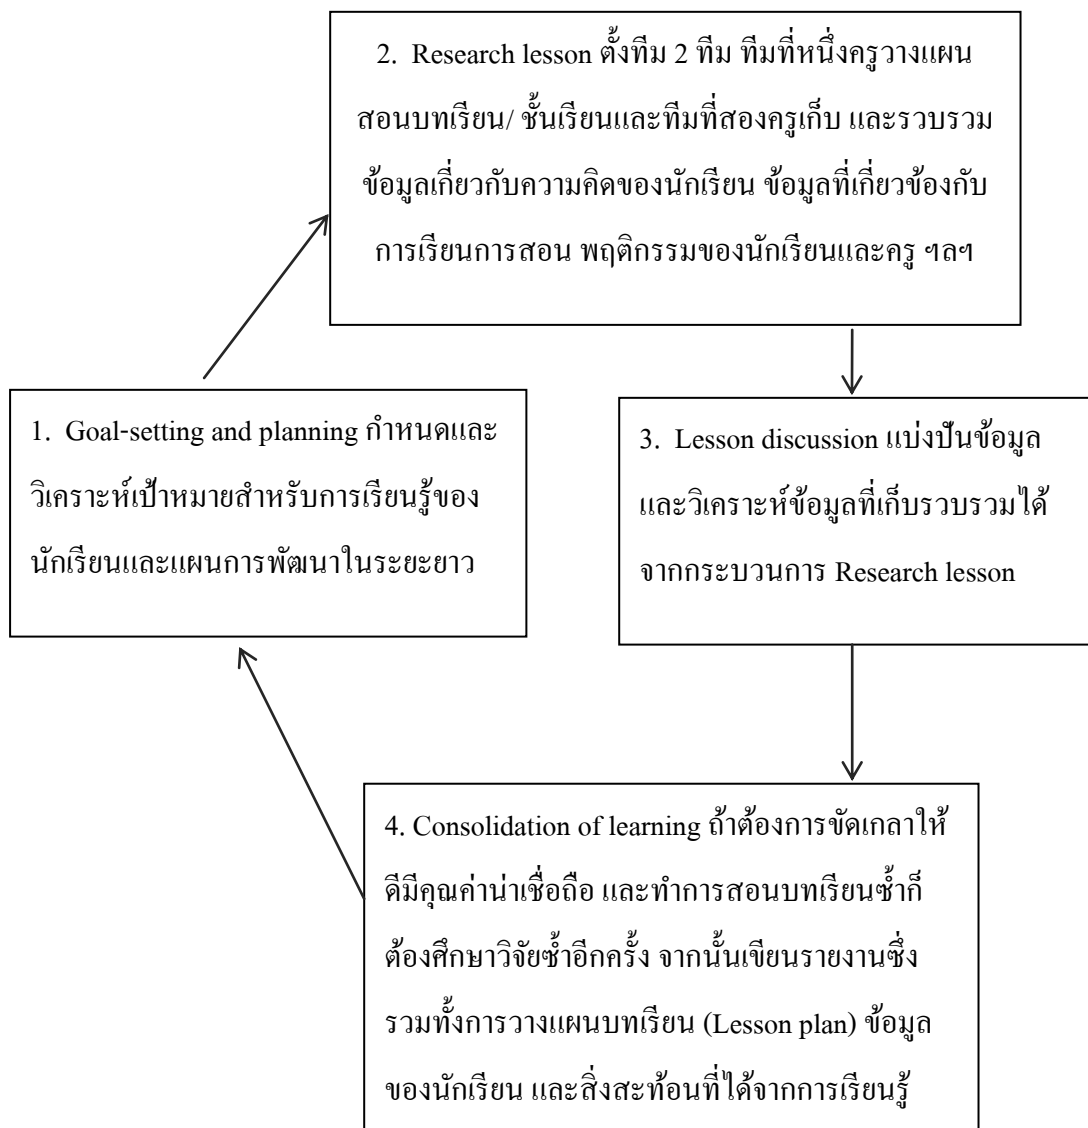 2. Research lesson ตั้งทีม 2 ทีม ทีมที่หนึ่งครูวางแผน
สอนบทเรียน/ ชั้นเรียนและทีมที่สองครูเก็บ และรวบรวม
ข้อมูลเกี่ยวกับความคิดของนักเรียน ข้อมูลที่เกี่ยวข้องกับ
การเรียนการสอน พฤติกรรมของนักเรียนและครู ฯลฯ
1. Goal-setting and planning กำหนดและ
วิเคราะห์เป้าหมายสำหรับการเรียนรู้ของ
นักเรียนและแผนการพัฒนาในระยะยาว
3. Lesson discussion แบ่งปันข้อมูล
และวิเคราะห์ข้อมูลที่เก็บรวบรวมได้
จากกระบวนการ Research lesson
4. Consolidation of learning ถ้าต้องการขัดเกลาให้
ดีมีคุณค่าน่าเชื่อถือ และทำการสอนบทเรียนซ้ำก็
ต้องศึกษาวิจัยซ้ำอีกครั้ง จากนั้นเขียนรายงานซึ่ง
รวมทั้งการวางแผนบทเรียน (Lesson plan) ข้อมูล
ของนักเรียน และสิ่งสะท้อนที่ได้จากการเรียนรู้